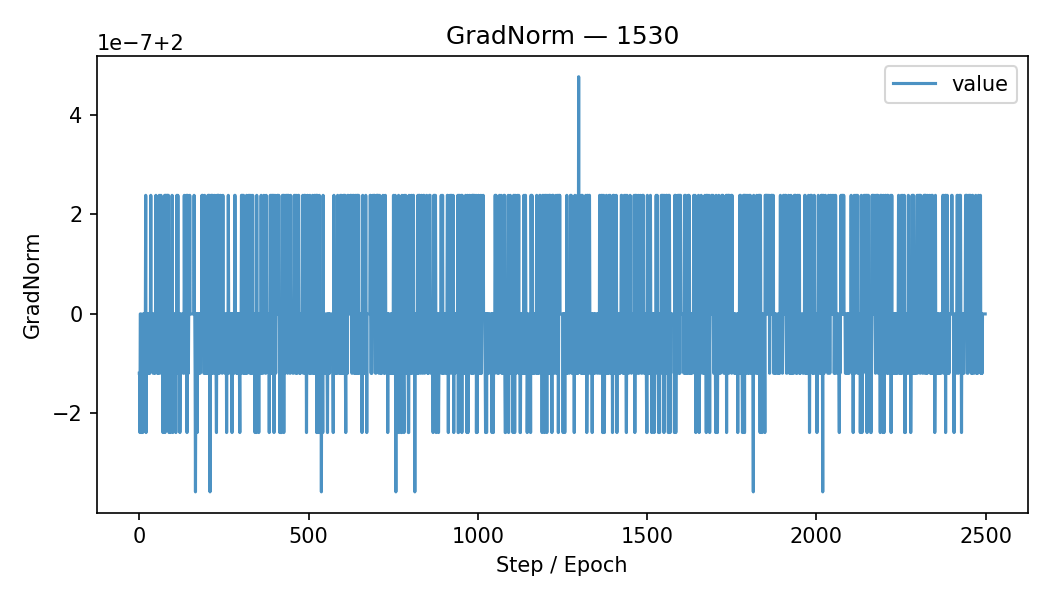 GradNorm — 1530
1e−7+2
value
4
2
0
−2
GradNorm
0
500
1000
1500
2000
2500
Step / Epoch